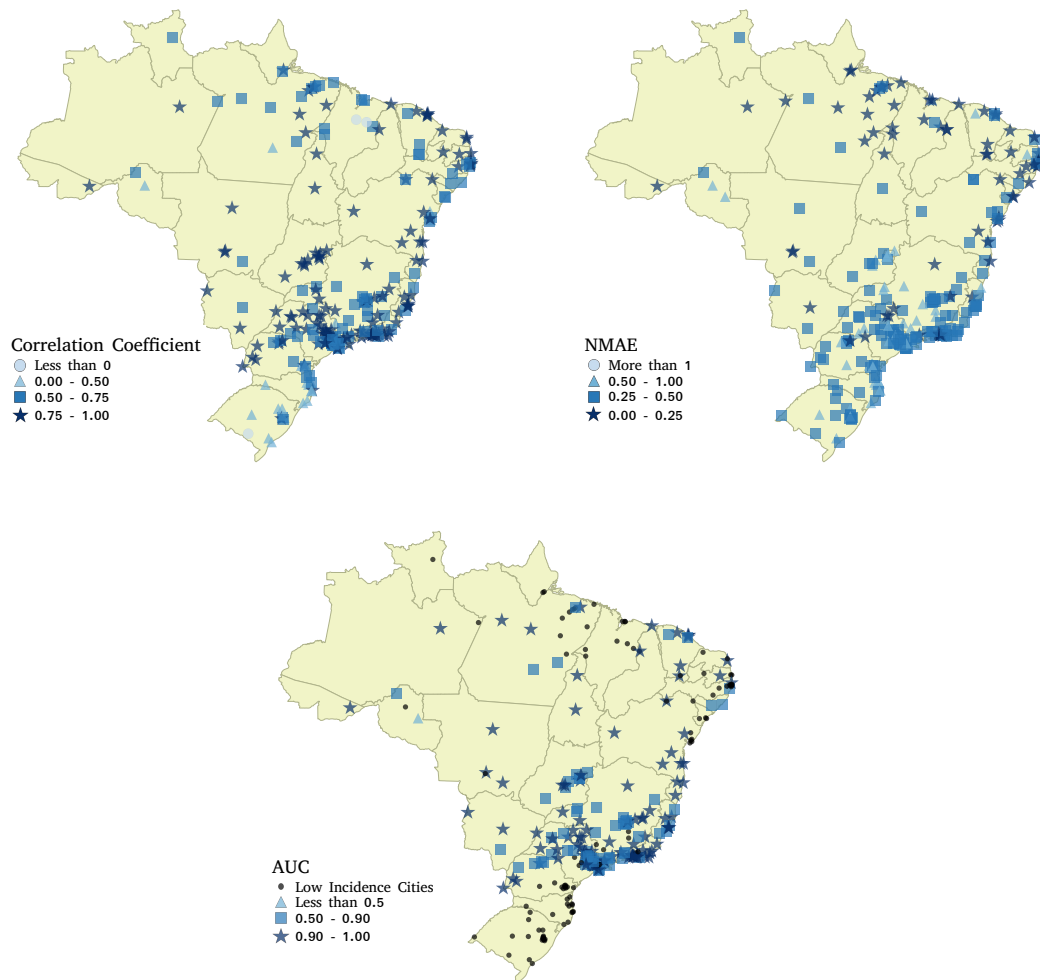 Correlation Coefficient
Less than 0
0.00 - 0.50
0.50 - 0.75
0.75 - 1.00
NMAE
More than 1
0.50 - 1.00
0.25 - 0.50
0.00 - 0.25
AUC
Low Incidence Cities
Less than 0.5
0.50 - 0.90
0.90 - 1.00